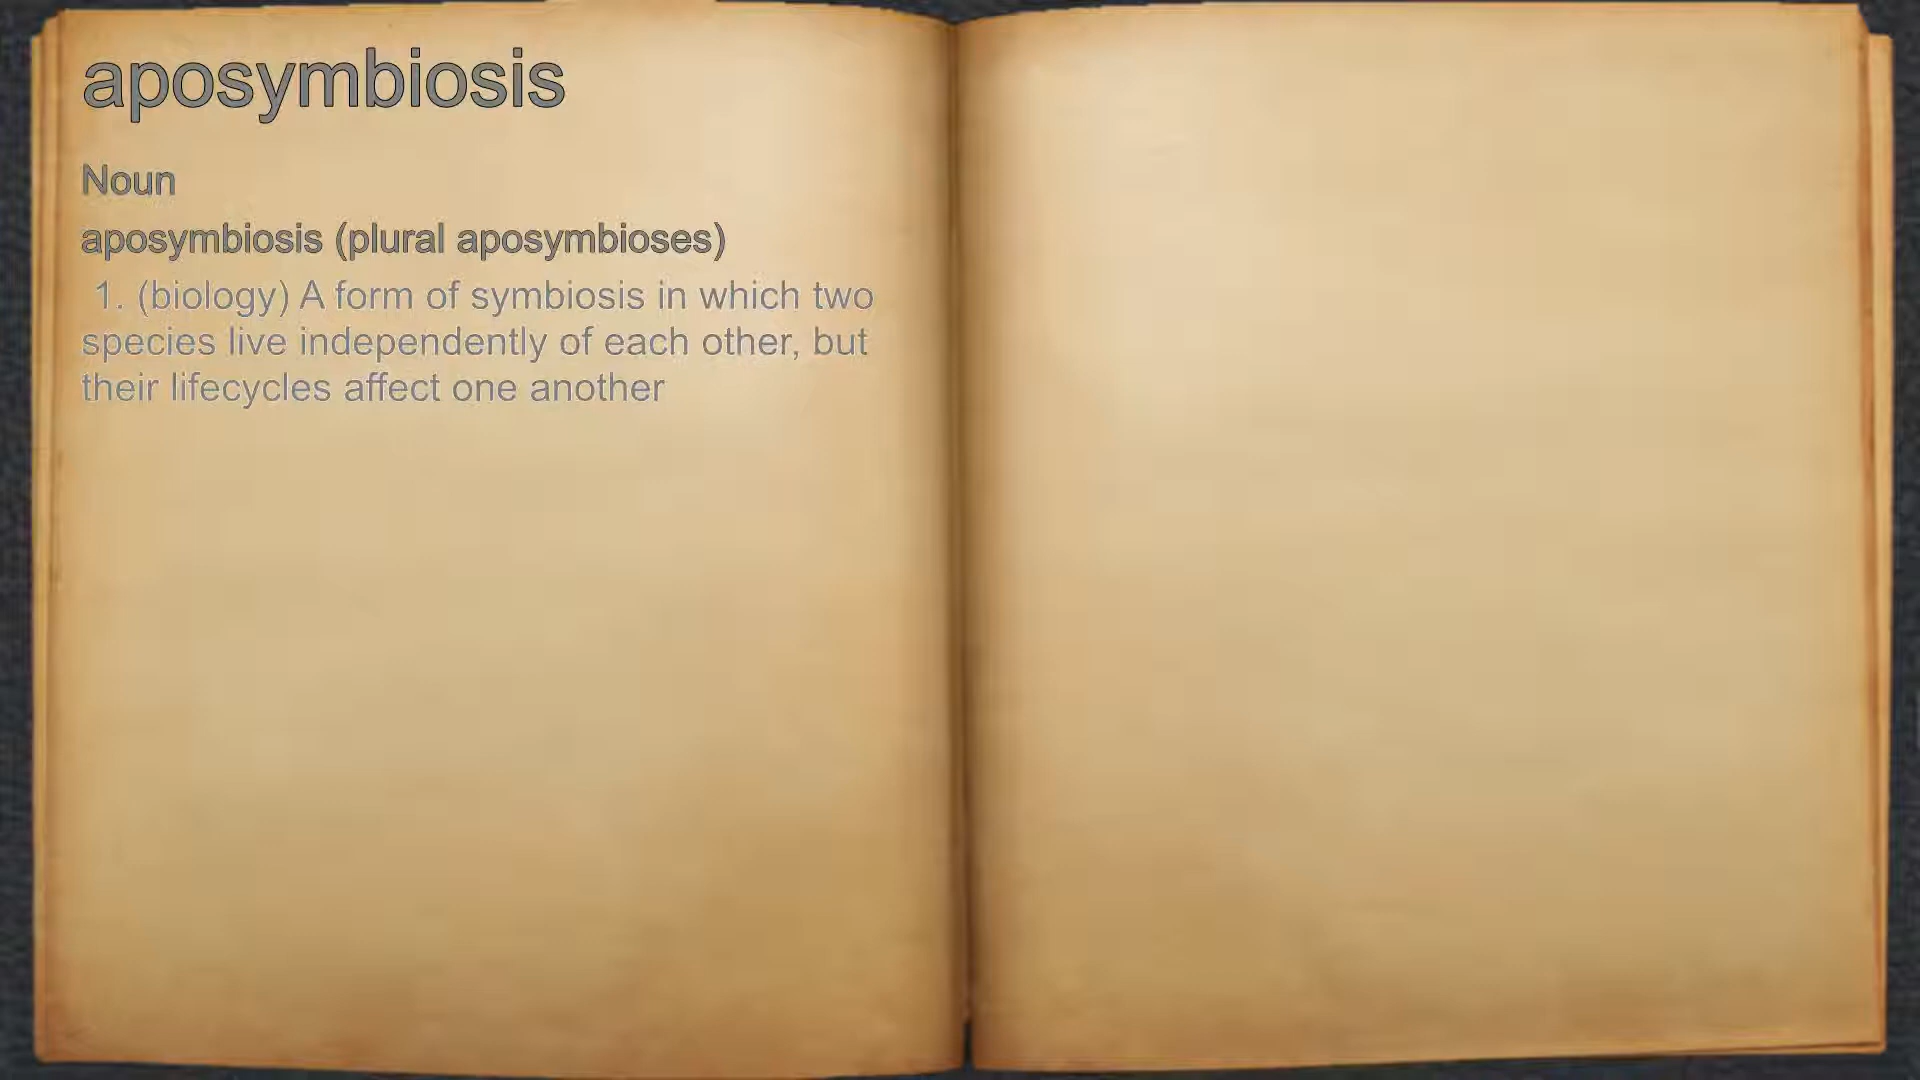 aposymbiosis
Noun
aposymbiosis (plural aposymbioses)
1. (biology) A form of symbiosis in which two
species live independently of each other, but
their lifecycles affect one another